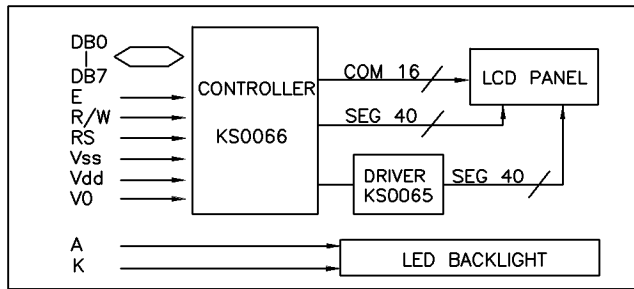 DB0
DB7
E
R/W
RS
Vss
Vdd
V0
CONTROLLER
KS0066
COM 16
SEG 40
LCD PANEL
DRIVER
KS0065
SEG 40
A
K
LED BACKLIGHT